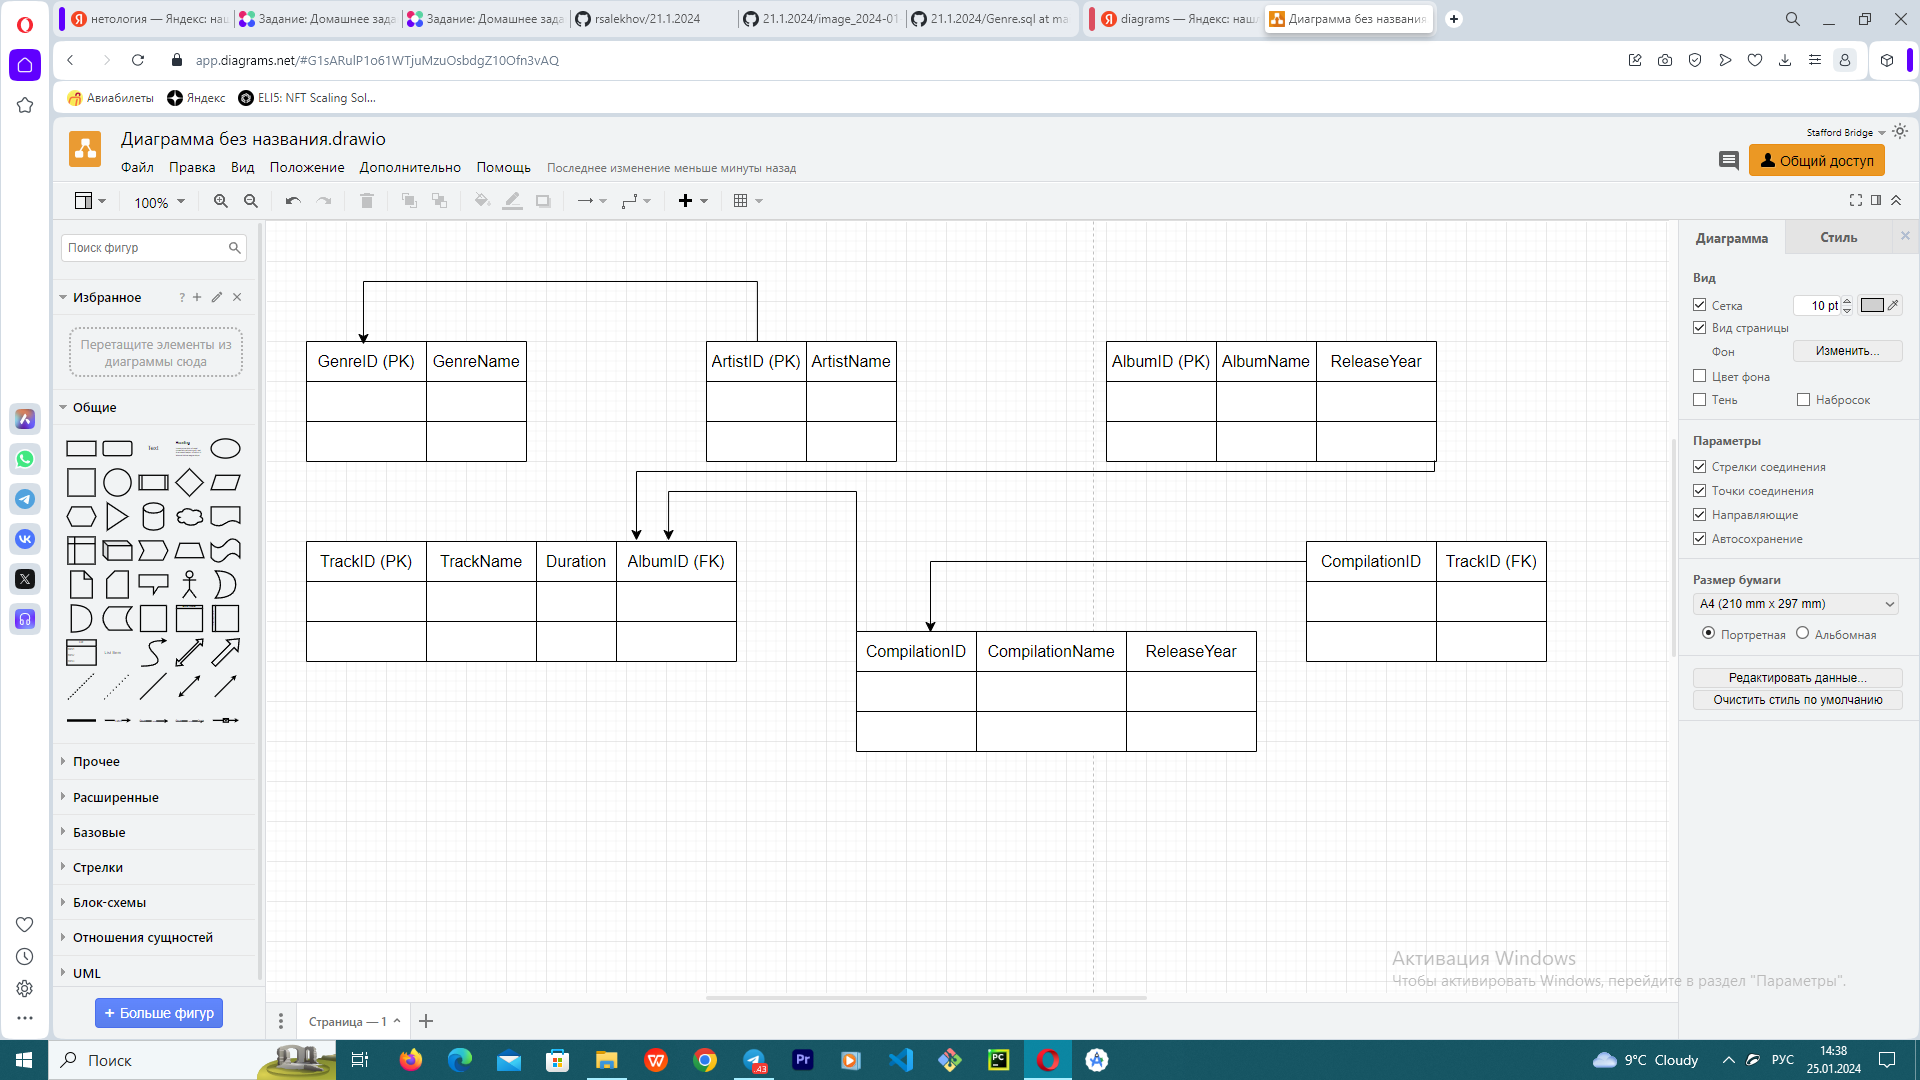 нетология — Яндекс: наш
Задание: Домашнее зада
Задание: Домашнее зада
rsalekhov/21.1.2024
21.1.2024/image_2024-01
21.1.2024/Genre.sql at ma
diagrams — Яндекс: наш
Диаграмма без названия
app.diagrams.net/#G1sARulP1o61WTjuMzuOsbdgZ10Ofn3vAQ
Авиабилеты
Яндекс
ELI5: NFT Scaling Sol...
Диаграмма без названия.drawio
Stafford Bridge
Файл Правка Вид Положение Дополнительно Помощь Последнее изменение меньше минуты назад
Общий доступ
100%
Поиск фигур
Избранное
Перетащите элементы из
диаграммы сюда
Общие
Text
Heading
List Item
Прочее
Расширенные
Базовые
Стрелки
Блок-схемы
Отношения сущностей
UML
+ Больше фигур
GenreID (PK) GenreName
ArtistID (PK) ArtistName
AlbumID (PK) AlbumName ReleaseYear
TrackID (PK) TrackName Duration AlbumID (FK)
CompilationID TrackID (FK)
CompilationID CompilationName ReleaseYear
Диаграмма Стиль
Вид
Сетка 10 pt
Вид страницы
Фон Изменить...
Цвет фона
Тень Набросок
Параметры
Стрелки соединения
Точки соединения
Направляющие
Автосохранение
Размер бумаги
A4 (210 mm x 297 mm)
Портретная Альбомная
Редактировать данные...
Очистить стиль по умолчанию
Активация Windows
Чтобы активировать Windows, перейдите в раздел "Параметры".
Страница — 1
Поиск
43
9°C Cloudy
РУС
14:38
25.01.2024